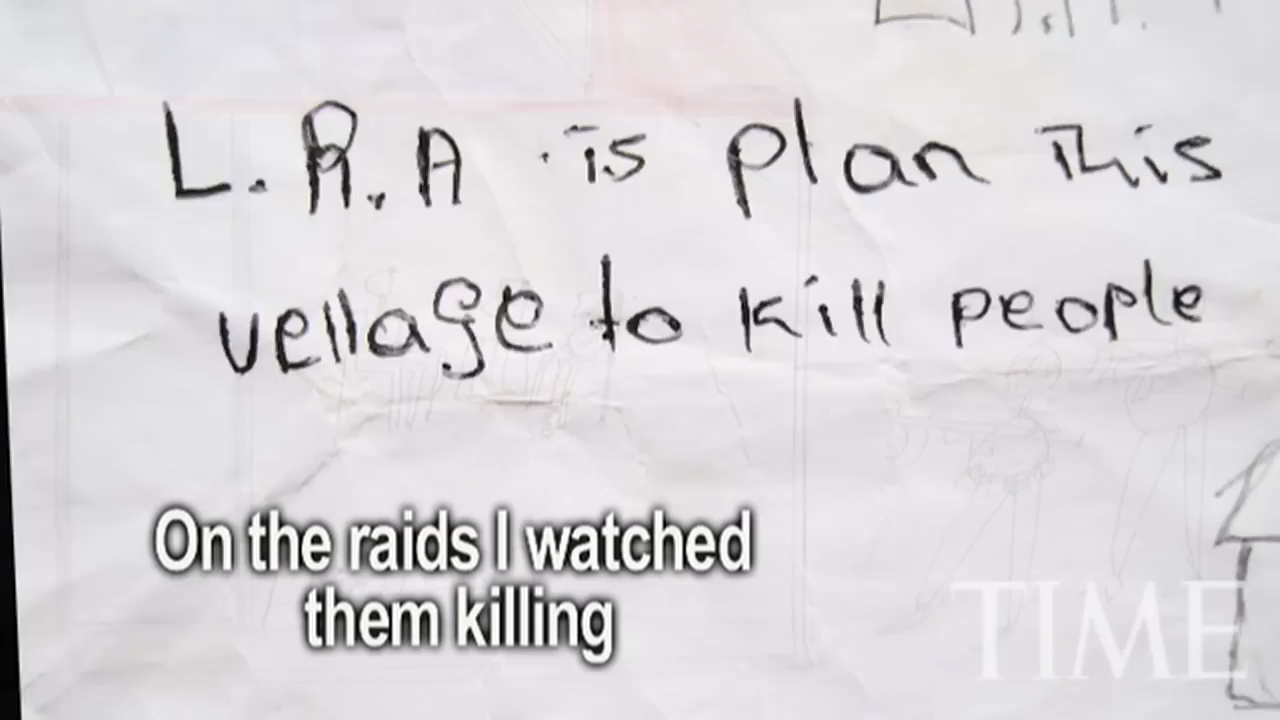 L.R.A is plan This
vellage to kill people
On the raids I watched
them killing
TIME